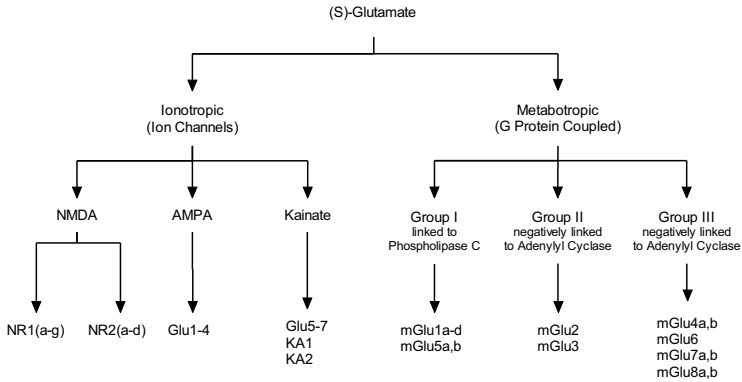 (S)-Glutamate
Ionotropic
(Ion Channels)
Metabotropic
(G Protein Coupled)
NMDA
AMPA
Kainate
Group I
linked to
Phospholipase C
Group II
negatively linked
to Adenylyl Cyclase
Group III
negatively linked
to Adenylyl Cyclase
NR1(a-g)
NR2(a-d)
Glu1-4
Glu5-7
KA1
KA2
mGlu1a-d
mGlu5a,b
mGlu2
mGlu3
mGlu4a,b
mGlu6
mGlu7a,b
mGlu8a,b